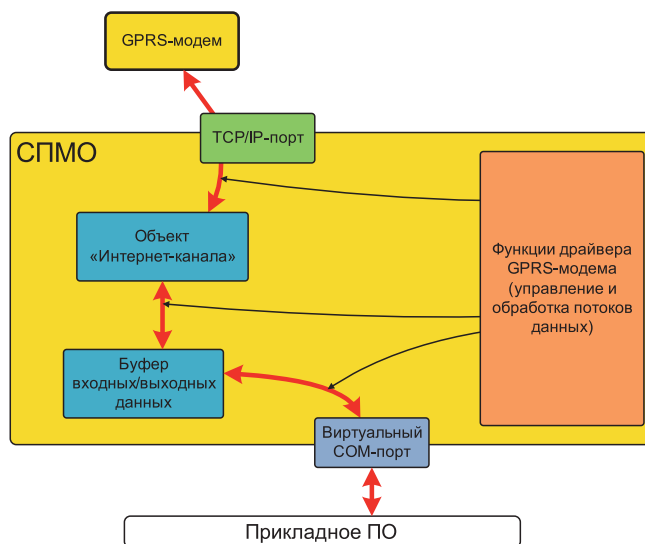 GPRS-модем
TCP/IP-порт
СПМО
Объект
«Интернет-канала»
Функции драйвера
GPRS-модема
(управление и
обработка потоков
данных)
Буфер
входных/выходных
данных
Виртуальный
COM-порт
Прикладное ПО